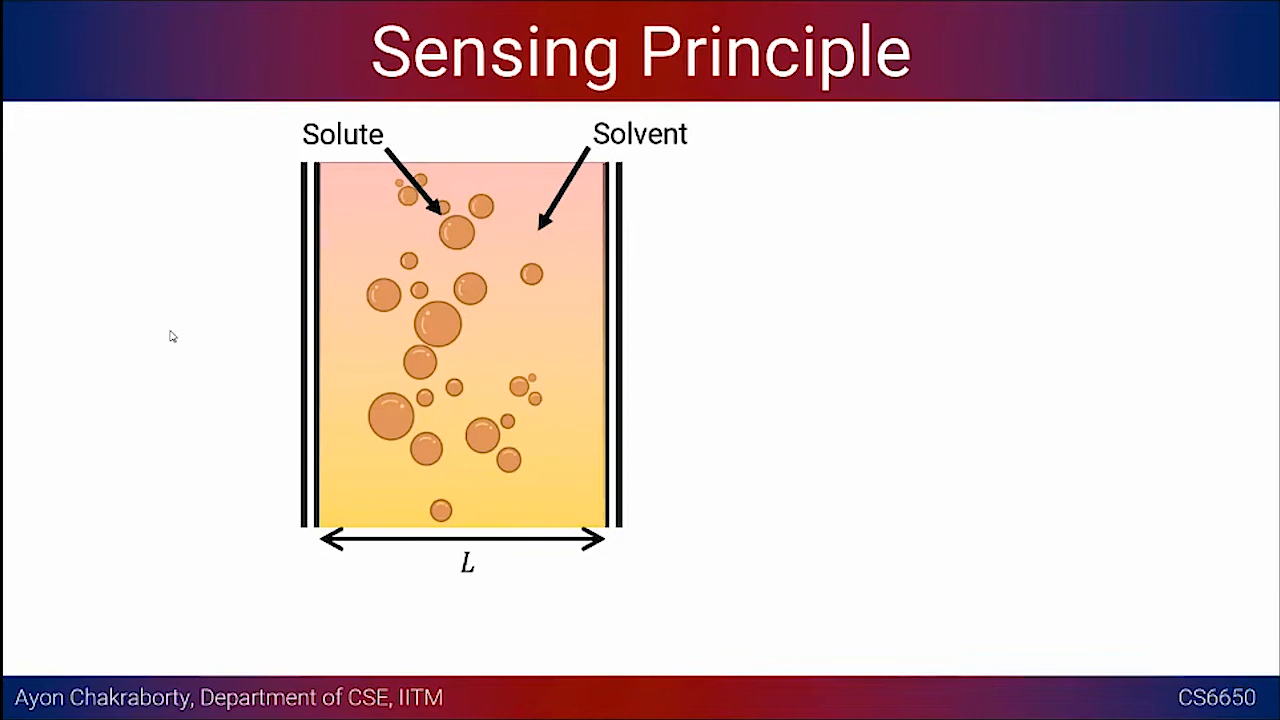 Sensing Principle
Solute
Solvent
L
Ayon Chakraborty, Department of CSE, IITM
CS6650